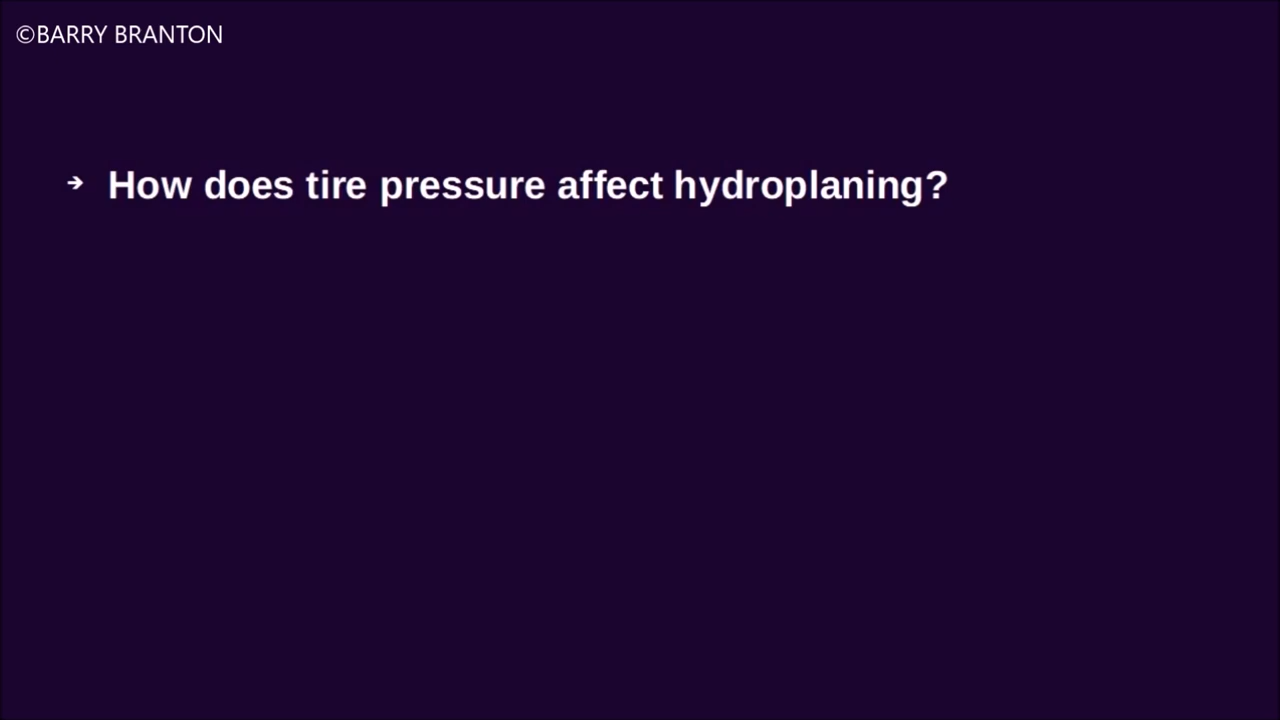 ©BARRY BRANTON
➔ How does tire pressure affect hydroplaning?